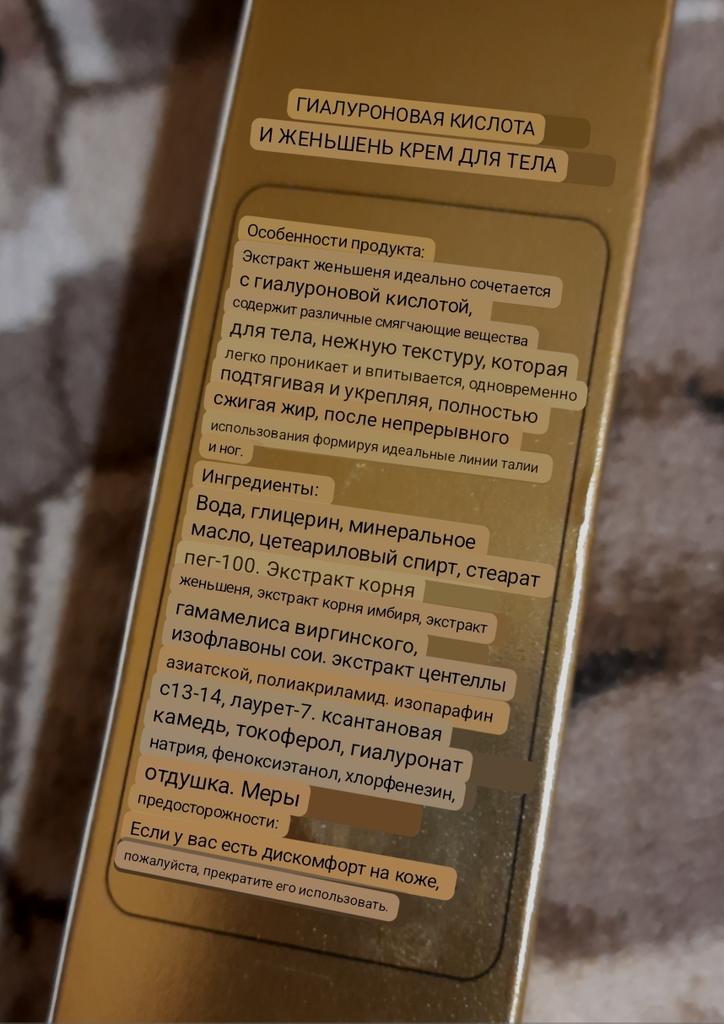 ГИАЛУРОНОВАЯ КИСЛОТА
И ЖЕНЬШЕНЬ КРЕМ ДЛЯ ТЕЛА
Особенности продукта:
Экстракт женьшеня идеально сочетается
с гиалуроновой кислотой,
содержит различные смягчающие вещества
для тела, нежную текстуру, которая
легко проникает и впитывается, одновременно
подтягивая и укрепляя, полностью
сжигая жир, после непрерывного
использования формируя идеальные линии талии
и ног.
Ингредиенты:
Вода, глицерин, минеральное
масло, цетеариловый спирт, стеарат
пег-100. Экстракт корня
женьшеня, экстракт корня имбиря, экстракт
гамамелиса виргинского,
изофлавоны сои. экстракт центеллы
азиатской, полиакриламид. изопарафин
с13-14, лаурет-7. ксантановая
камедь, токоферол, гиалуронат
натрия, феноксиэтанол, хлорфенезин,
отдушка. Меры
предосторожности:
Если у вас есть дискомфорт на коже,
пожалуйста, прекратите его использовать.